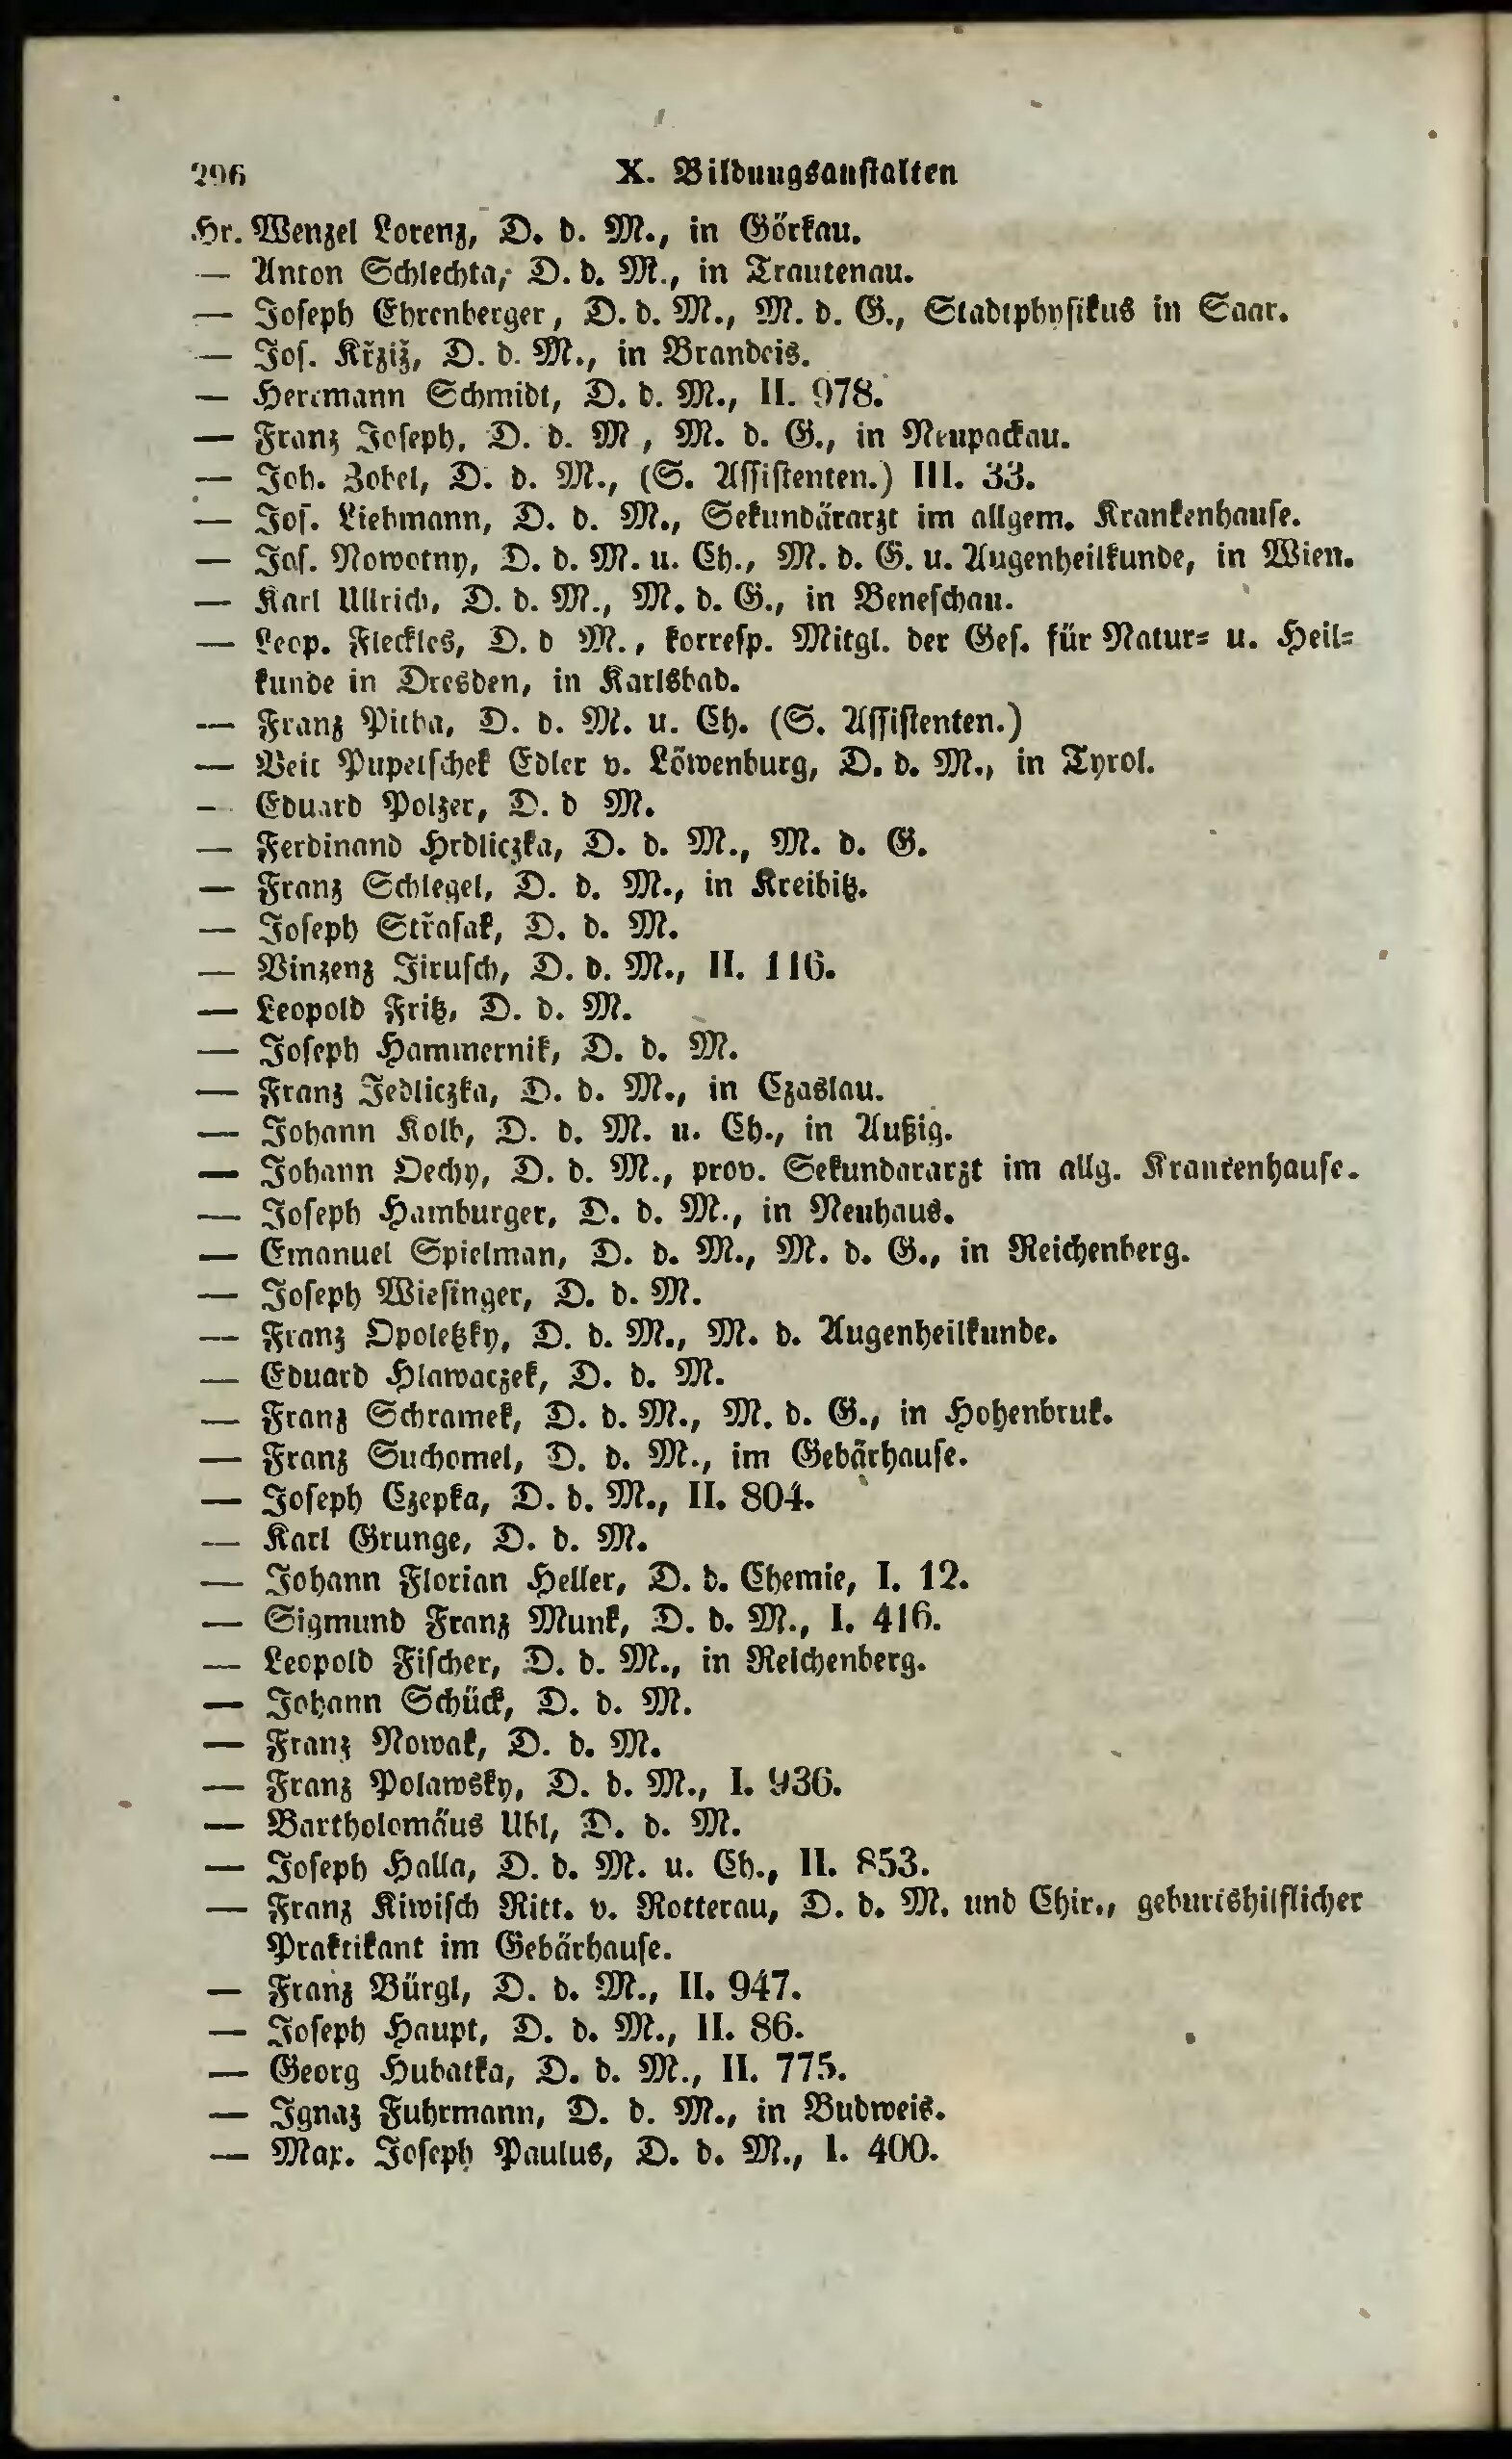 296 X. Bildungsanstalten
Hr. Wenzel Lorenz, D. d. M., in Görkau.
— Anton Schlechta, D. d. M., in Trautenau.
— Joseph Ehrenberger, D. d. M., M. d. G., Stadtphysikus in Saar.
— Jos. Kržiž, D. d. M., in Brandeis.
— Herrmann Schmidt, D. d. M., II. 978.
— Franz Joseph, D. d. M, M. d. G., in Neupackau.
— Joh. Zobel, D. d. M., (S. Assistenten.) III. 33.
— Jos. Liebmann, D. d. M., Sekundärarzt im allgem. Krankenhause.
— Jos. Nowotny, D. d. M. u. Ch., M. d. G. u. Augenheilkunde, in Wien.
— Karl Ullrich, D. d. M., M. d. G., in Beneschau.
— Leop. Fleckles, D. d M., korresp. Mitgl. der Ges. für Natur= u. Heil=
kunde in Dresden, in Karlsbad.
— Franz Pitha, D. d. M. u. Ch. (S. Assistenten.)
— Veit Pupetschek Edler v. Löwenburg, D. d. M., in Tyrol.
— Eduard Polzer, D. d M.
— Ferdinand Hrdliczka, D. d. M., M. d. G.
— Franz Schlegel, D. d. M., in Kreibitz.
— Joseph Střasak, D. d. M.
— Vinzenz Jirusch, D. d. M., II. 116.
— Leopold Fritz, D. d. M.
— Joseph Hammernik, D. d. M.
— Franz Jedliczka, D. d. M., in Czaslau.
— Johann Kolb, D. d. M. u. Ch., in Außig.
— Johann Dechy, D. d. M., prov. Sekundararzt im allg. Krankenhause.
— Joseph Hamburger, D. d. M., in Neuhaus.
— Emanuel Spielman, D. d. M., M. d. G., in Reichenberg.
— Joseph Wiesinger, D. d. M.
— Franz Opoletzky, D. d. M., M. d. Augenheilkunde.
— Eduard Hlawaczek, D. d. M.
— Franz Schramek, D. d. M., M. d. G., in Hohenbruk.
— Franz Suchomel, D. d. M., im Gebärhause.
— Joseph Czepka, D. d. M., II. 804.
— Karl Grunge, D. d. M.
— Johann Florian Heller, D. d. Chemie, I. 12.
— Sigmund Franz Munk, D. d. M., I. 416.
— Leopold Fischer, D. d. M., in Reichenberg.
— Johann Schück, D. d. M.
— Franz Nowak, D. d. M.
— Franz Polawsky, D. d. M., I. 936.
— Bartholomäus Uhl, D. d. M.
— Joseph Halla, D. d. M. u. Ch., II. 853.
— Franz Kiwisch Ritt. v. Rotterau, D. d. M. und Chir., geburtshilflicher
Praktikant im Gebärhause.
— Franz Bürgl, D. d. M., II. 947.
— Joseph Haupt, D. d. M., II. 86.
— Georg Hubatka, D. d. M., II. 775.
— Ignaz Fuhrmann, D. d. M., in Budweis.
— Max. Joseph Paulus, D. d. M., I. 400.